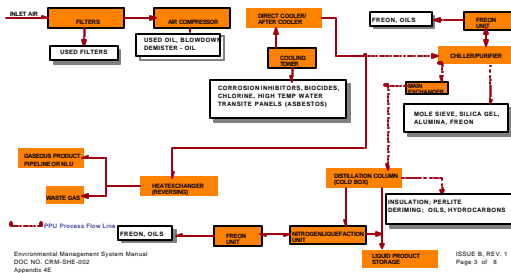 INLET AIR
FILTERS
AIR COMPRESSOR
DIRECT COOLER/
AFTER COOLER
FREON, OILS
FREON
UNIT
USED FILTERS
USED OIL, BLOWDOWN
DEMISTER - OIL
COOLING
TOWER
CHILLER/PURIFIER
MAIN
EXCHANGER
CORROSION INHIBITORS, BIOCIDES,
CHLORINE, HIGH TEMP WATER
TRANSITE PANELS (ASBESTOS)
MOLE SIEVE, SILICA GEL,
ALUMINA, FREON
GASEOUS PRODUCT
PIPELINE OR NLU
WASTE GAS
HEATEXCHANGER
(REVERSING)
DISTILLATION COLUMN
(COLD BOX)
INSULATION; PERLITE
DERIMING; OILS, HYDROCARBONS
PPU Process Flow Line
FREON, OILS
FREON
UNIT
NITROGENLIQUEFACTION
UNIT
LIQUID PRODUCT
STORAGE
Environmental Management System Manual
DOC NO. CRM-SHE-002
Appendix 4E
ISSUE B, REV. 1
Page 3 of 8